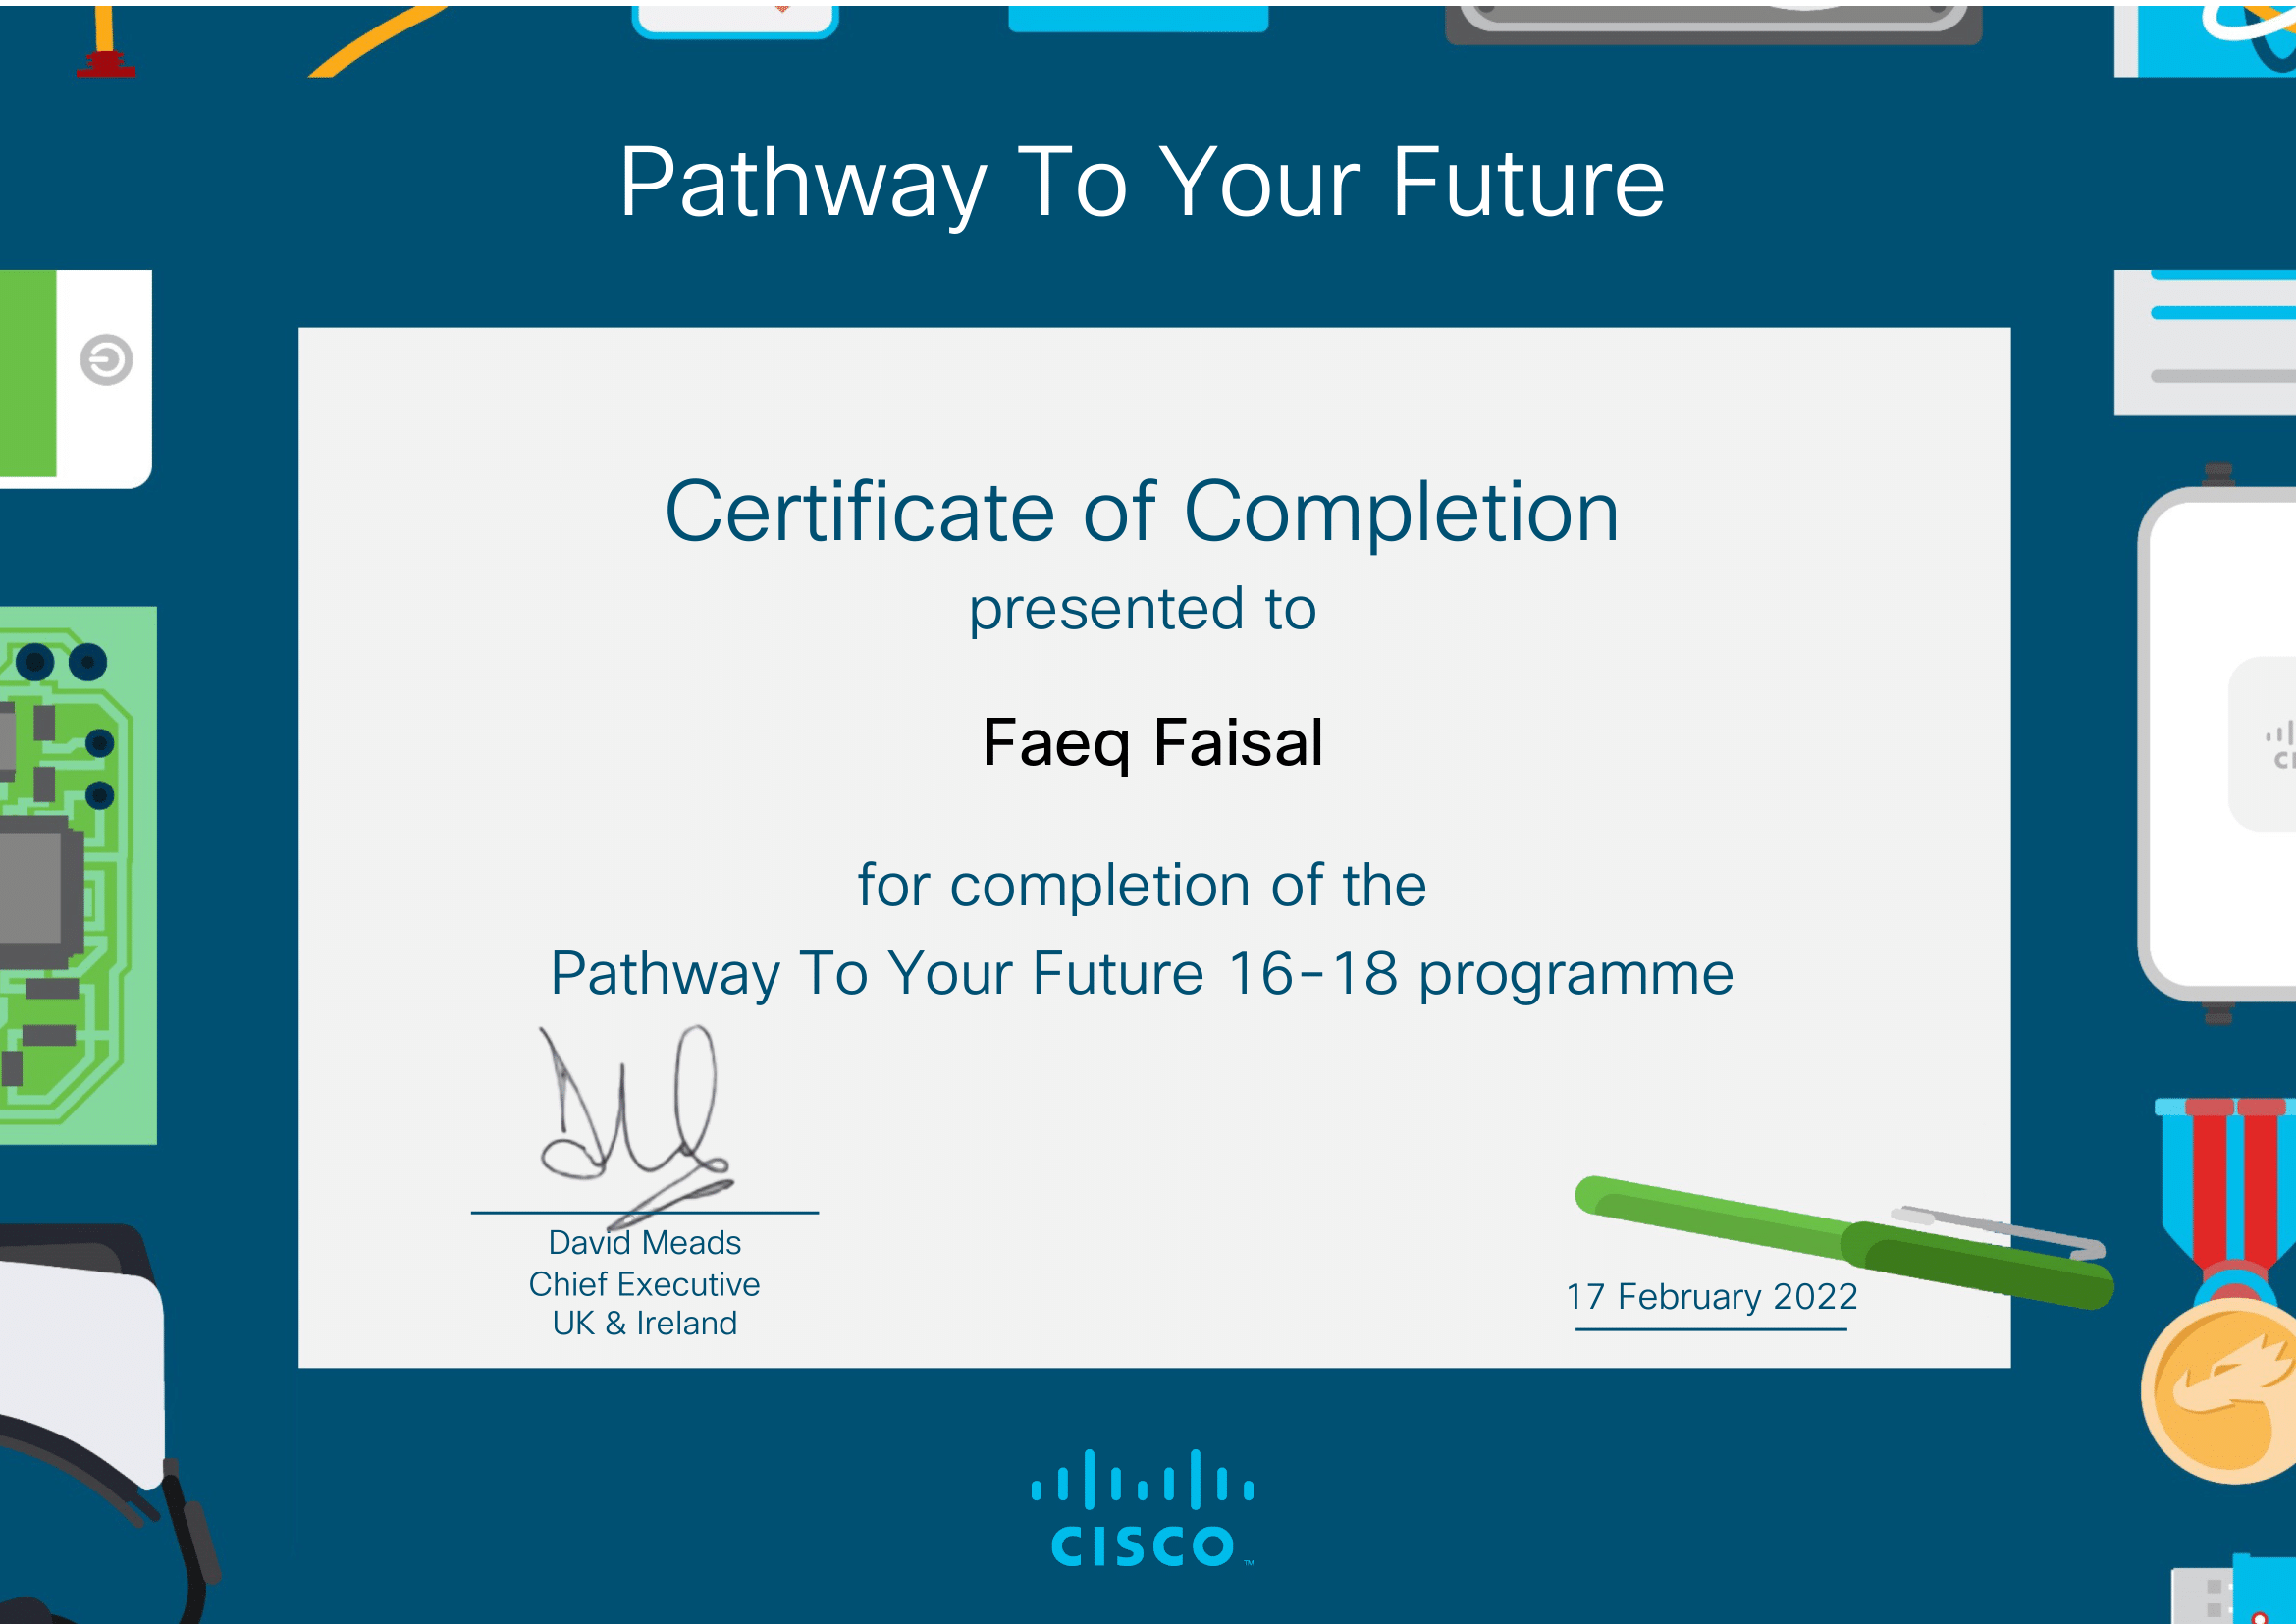 Pathway To Your Future
Certificate of Completion
presented to
Faeq Faisal
for completion of the
Pathway To Your Future 16-18 programme
David Meads
Chief Executive
UK & Ireland
17 February 2022
CISCO™